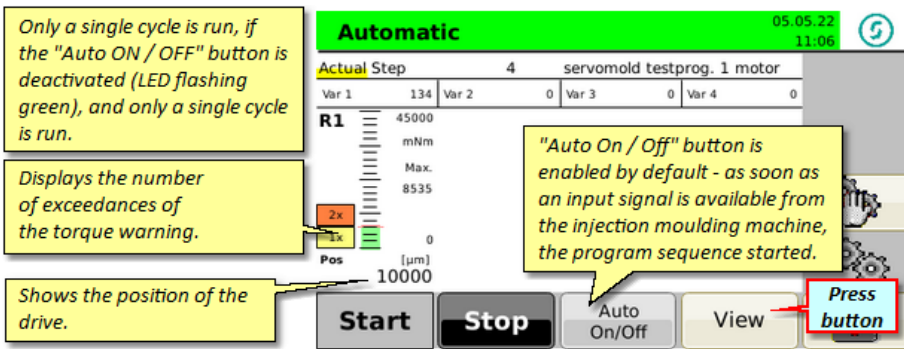 Only a single cycle is run, if
the "Auto ON / OFF" button is
deactivated (LED flashing
green), and only a single cycle
is run.
Displays the number
of exceedances of
the torque warning.
Shows the position of the
drive.
Automatic
05.05.22
11:06
Actual Step 4 servomold testprog. 1 motor
Var 1 134 Var 2 0 Var 3 0 Var 4 0
R1 45000
mNm
Max.
8535
2x
1x 0
Pos [µm]
10000
"Auto On / Off" button is
enabled by default - as soon as
an input signal is available from
the injection moulding machine,
the program sequence started.
Start
Stop
Auto
On/Off
View
Press
button